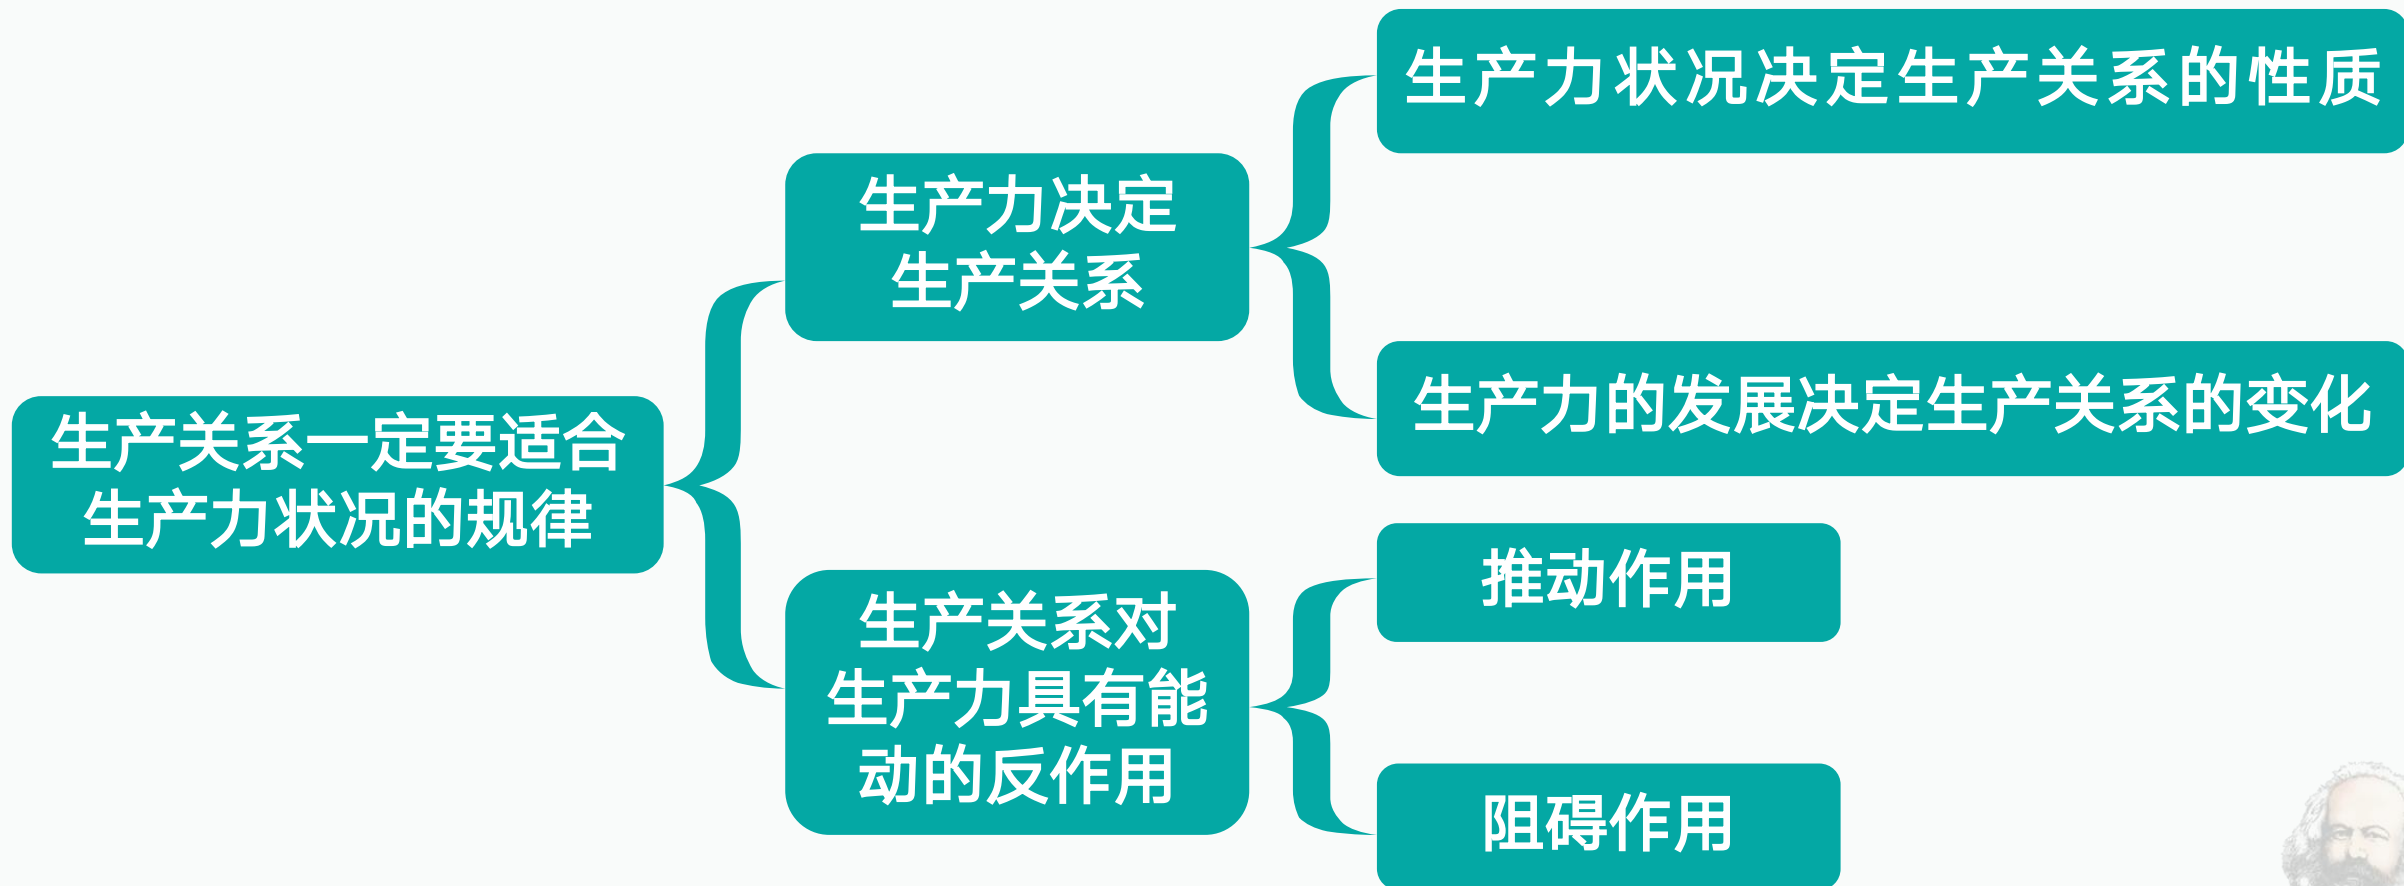 生产力状况决定生产关系的性质
生产力决定
生产关系
生产力的发展决定生产关系的变化
生产关系一定要适合
生产力状况的规律
推动作用
生产关系对
生产力具有能
动的反作用
阻碍作用